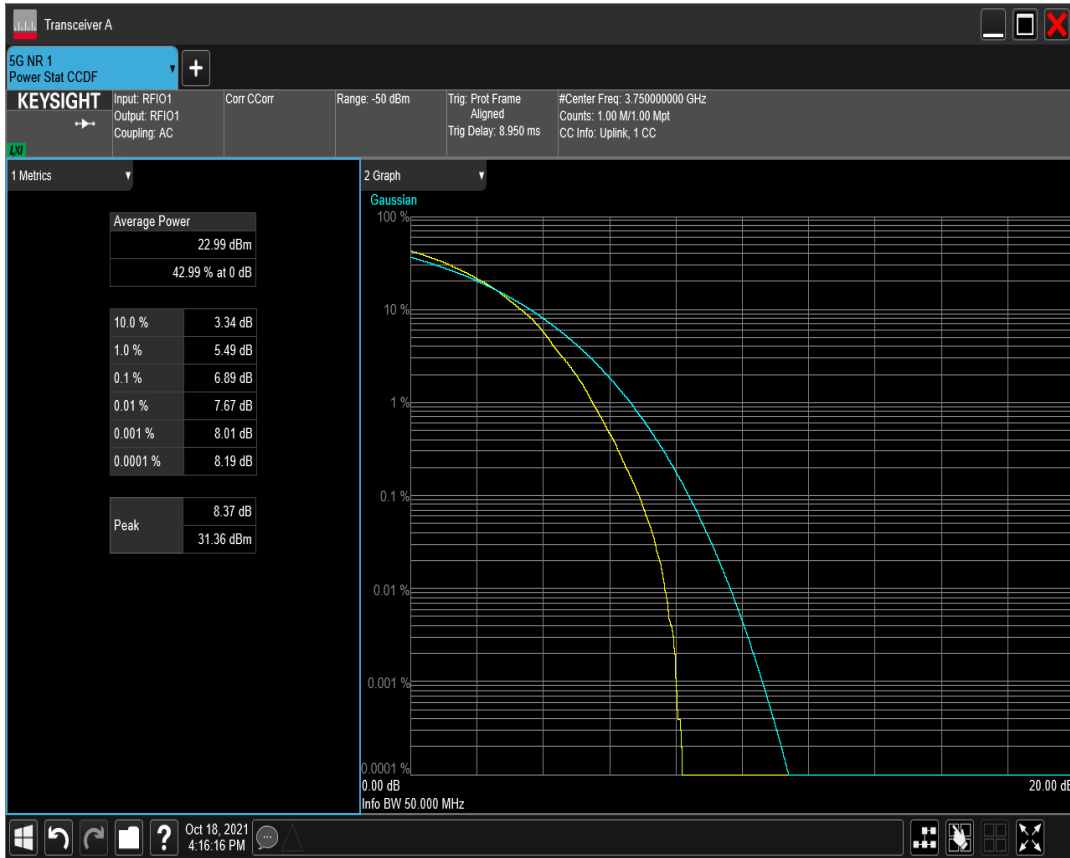 Transceiver A
5G NR 1
Power Stat CCDF
KEYSIGHT
LXI
Input: RFIO1
Output: RFIO1
Coupling: AC
Corr CCorr
Range: -50 dBm
Trig: Prot Frame
Aligned
Trig Delay: 8.950 ms
#Center Freq: 3.750000000 GHz
Counts: 1.00 M/1.00 Mpt
CC Info: Uplink, 1 CC
1 Metrics
Average Power
22.99 dBm
42.99 % at 0 dB
10.0 % 3.34 dB
1.0 % 5.49 dB
0.1 % 6.89 dB
0.01 % 7.67 dB
0.001 % 8.01 dB
0.0001 % 8.19 dB
Peak 8.37 dB
31.36 dBm
2 Graph
Gaussian
100 %
10 %
1 %
0.1 %
0.01 %
0.001 %
0.0001 %
0.00 dB 20.00 dB
Info BW 50.000 MHz
? Oct 18, 2021
4:16:16 PM